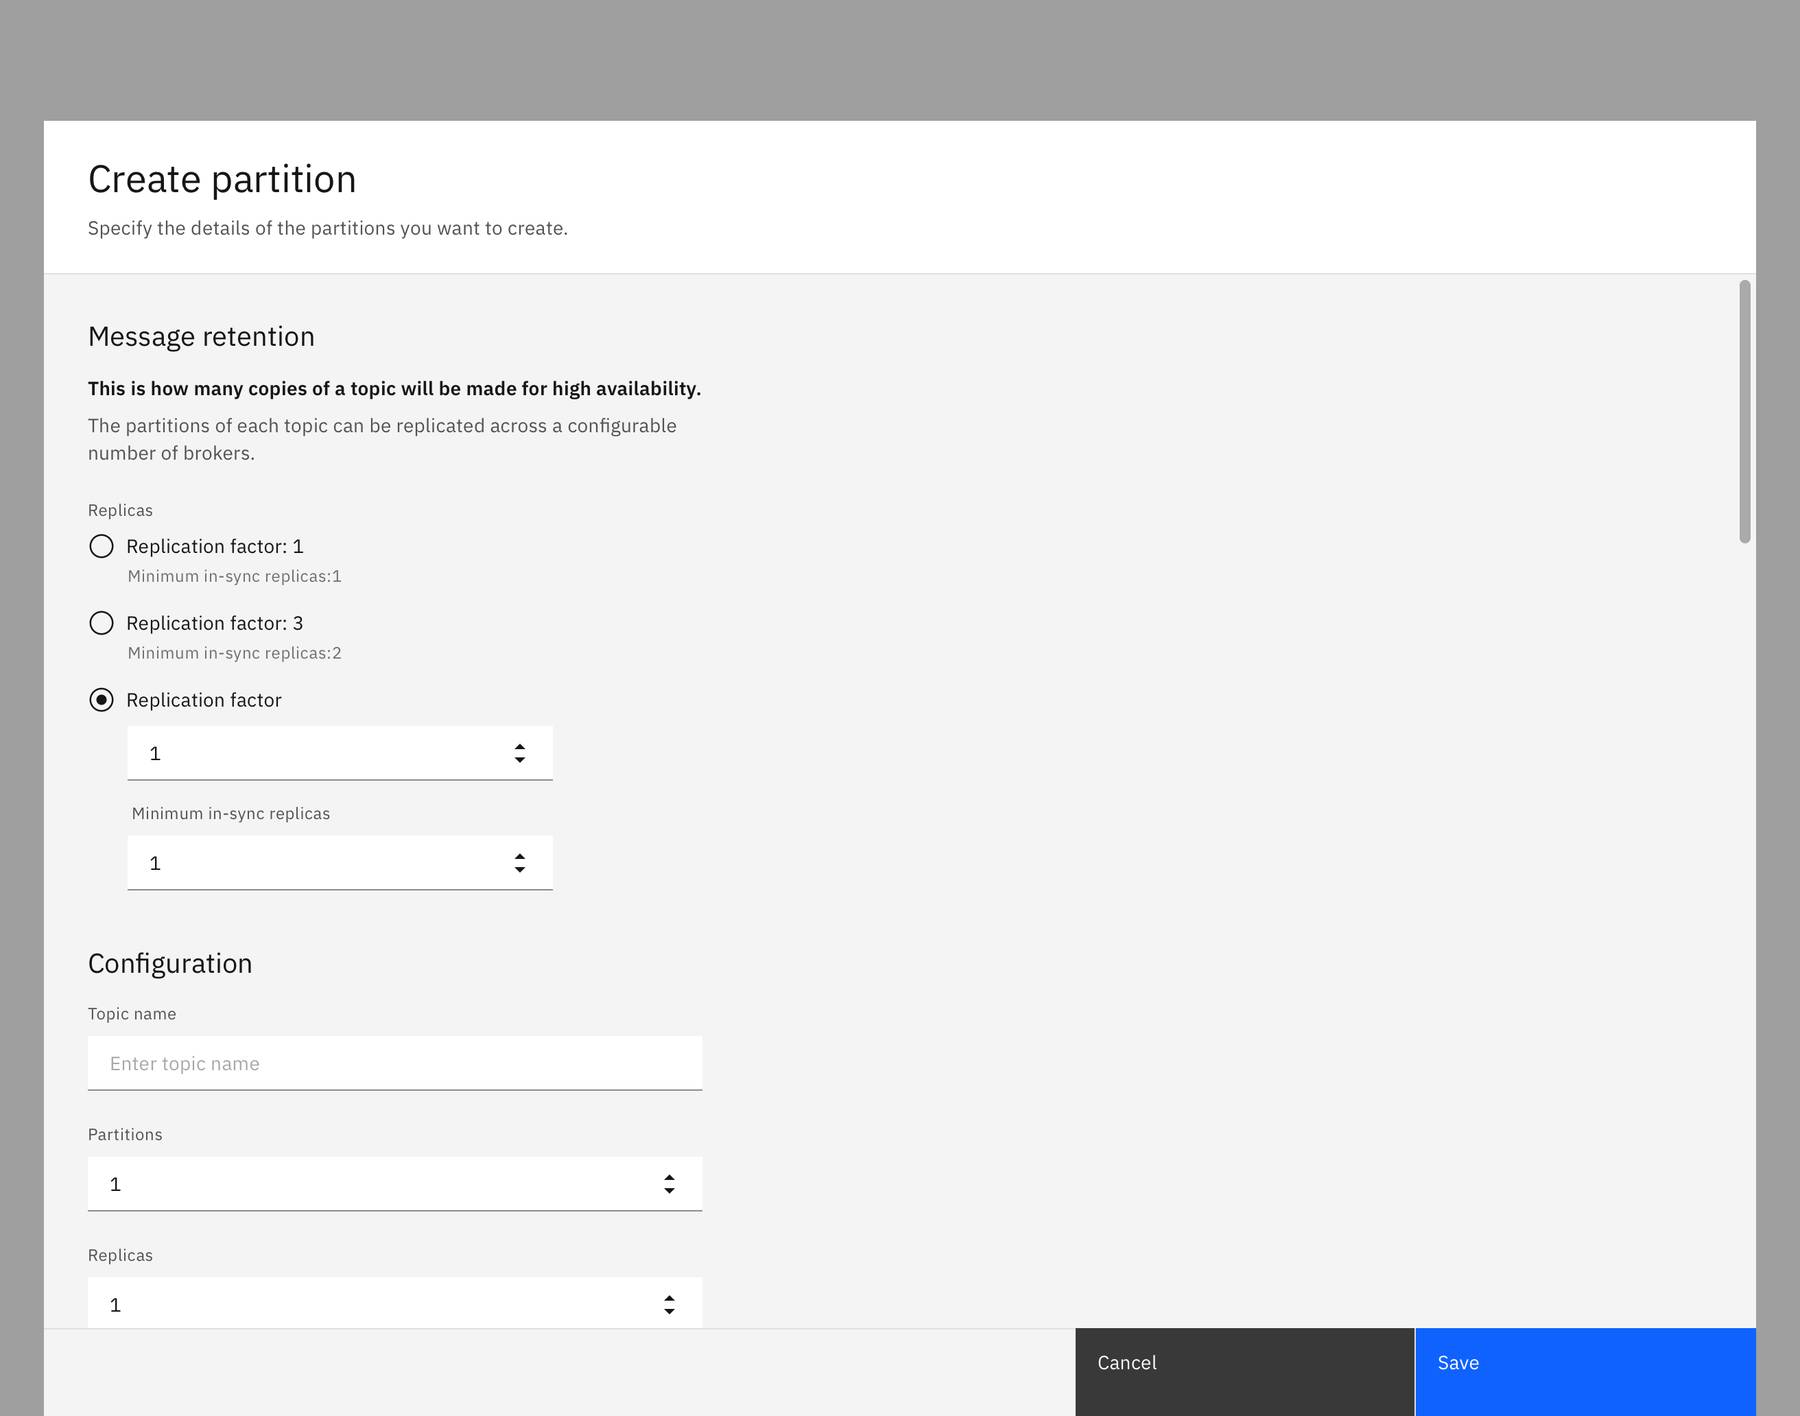 Create partition
Specify the details of the partitions you want to create.
Message retention
This is how many copies of a topic will be made for high availability.
The partitions of each topic can be replicated across a configurable
number of brokers.
Replicas
Replication factor: 1
Minimum in-sync replicas:1
Replication factor: 3
Minimum in-sync replicas:2
Replication factor
1
Minimum in-sync replicas
1
Configuration
Topic name
Enter topic name
Partitions
1
Replicas
1
Cancel
Save